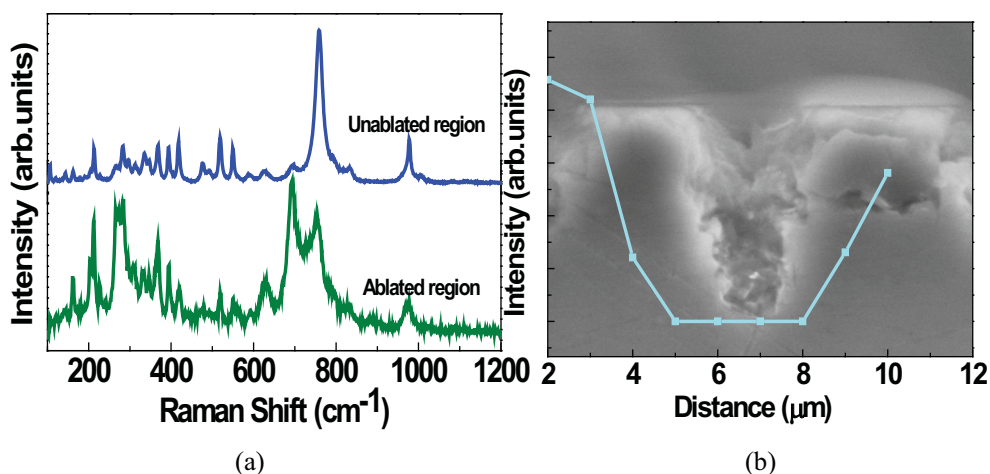 Intensity (arb.units)
Unablated region
Ablated region
200 400 600 800 1000 1200
Raman Shift (cm-1)
(a)
Intensity (arb.units)
2 4 6 8 10 12
Distance (μm)
(b)